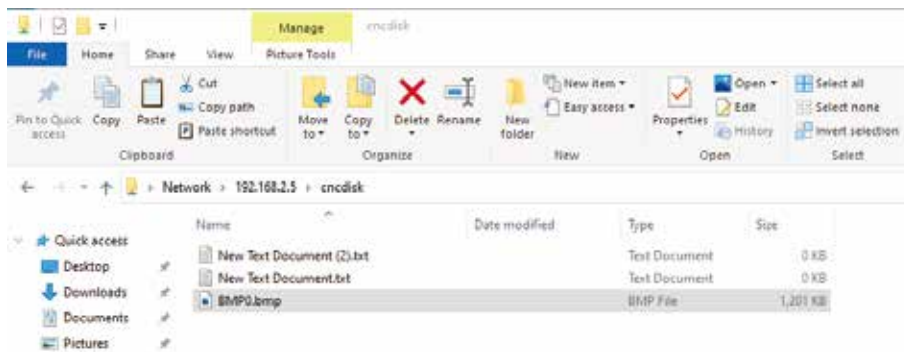 Manage
cncdisk
File Home Share View Picture Tools
Pin to Quick access
Copy
Paste
Cut
Copy path
Paste shortcut
Clipboard
Move to
Copy to
Delete
Rename
Organize
New folder
New item
Easy access
New
Properties
Open
Edit
History
Open
Select all
Select none
Invert selection
Select
Network > 192.168.2.5 > cncdisk
Name Date modified Type Size
Quick access
Desktop
Downloads
Documents
Pictures
New Text Document (2).txt Text Document 0 KB
New Text Document.txt Text Document 0 KB
BMP0.bmp BMP File 1,201 KB